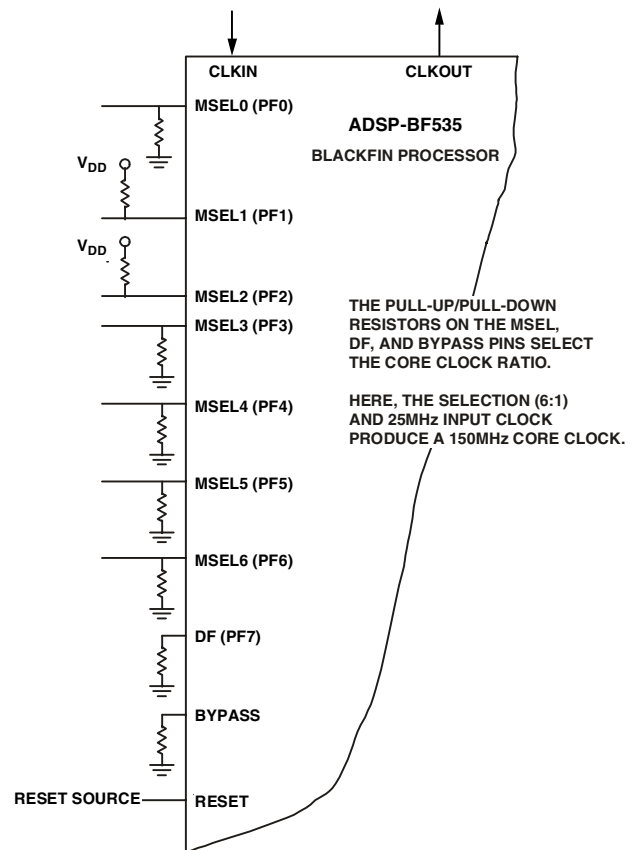 CLKIN
CLKOUT
MSEL0 (PF0)
ADSP-BF535
BLACKFIN PROCESSOR
VDD
MSEL1 (PF1)
VDD
MSEL2 (PF2)
MSEL3 (PF3)
THE PULL-UP/PULL-DOWN
RESISTORS ON THE MSEL,
DF, AND BYPASS PINS SELECT
THE CORE CLOCK RATIO.
HERE, THE SELECTION (6:1)
AND 25MHz INPUT CLOCK
PRODUCE A 150MHz CORE CLOCK.
MSEL4 (PF4)
MSEL5 (PF5)
MSEL6 (PF6)
DF (PF7)
BYPASS
RESET SOURCE
RESET